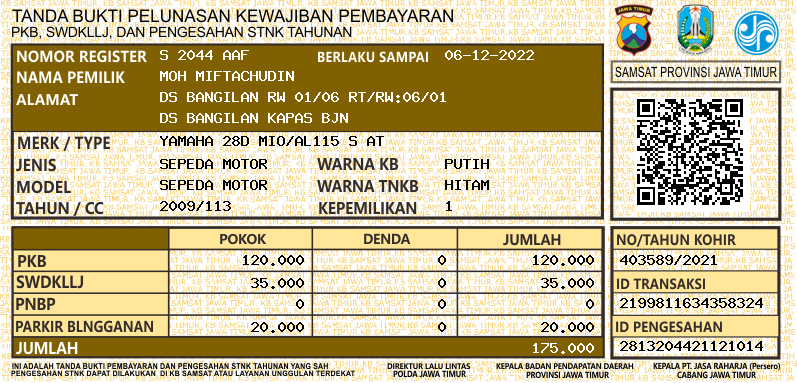 TANDA BUKTI PELUNASAN KEWAJIBAN PEMBAYARAN
PKB, SWDKLLJ, DAN PENGESAHAN STNK TAHUNAN
JAWA TIMUR
SAMSAT PROVINSI JAWA TIMUR
NOMOR REGISTER S 2044 AAF BERLAKU SAMPAI 06-12-2022
NAMA PEMILIK MOH MIFTACHUDIN
ALAMAT DS BANGILAN RW 01/06 RT/RW:06/01
DS BANGILAN KAPAS BJN
MERK / TYPE YAMAHA 28D MIO/AL115 S AT
JENIS SEPEDA MOTOR WARNA KB PUTIH
MODEL SEPEDA MOTOR WARNA TNKB HITAM
TAHUN / CC 2009/113 KEPEMILIKAN 1
POKOK DENDA JUMLAH
PKB 120.000 0 120.000
SWDKLLJ 35.000 0 35.000
PNBP 0 0 0
PARKIR BLNGGANAN 20.000 0 20.000
JUMLAH 175.000
NO/TAHUN KOHIR
403589/2021
ID TRANSAKSI
2199811634358324
ID PENGESAHAN
2813204421121014
INI ADALAH TANDA BUKTI PEMBAYARAN DAN PENGESAHAN STNK TAHUNAN YANG SAH
PENGESAHAN STNK DAPAT DILAKUKAN DI KB SAMSAT ATAU LAYANAN UNGGULAN TERDEKAT
DIREKTUR LALU LINTAS
POLDA JAWA TIMUR
KEPALA BADAN PENDAPATAN DAERAH
PROVINSI JAWA TIMUR
KEPALA PT. JASA RAHARJA (Persero)
CABANG JAWA TIMUR